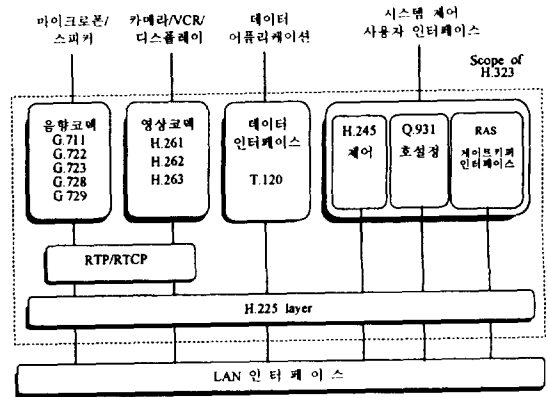 마이크로폰/
스피커
카메라/VCR/
디스플레이
데이터
어플리케이션
시스템 제어
사용자 인터페이스
Scope of
H.323
음향코덱
G.711
G.722
G.723
G.728
G.729
영상코덱
H.261
H.262
H.263
데이터
인터페이스
T.120
H.245
제어
Q.931
호설정
RAS
게이트키퍼
인터페이스
RTP/RTCP
H.225 layer
LAN 인 터 페 이 스